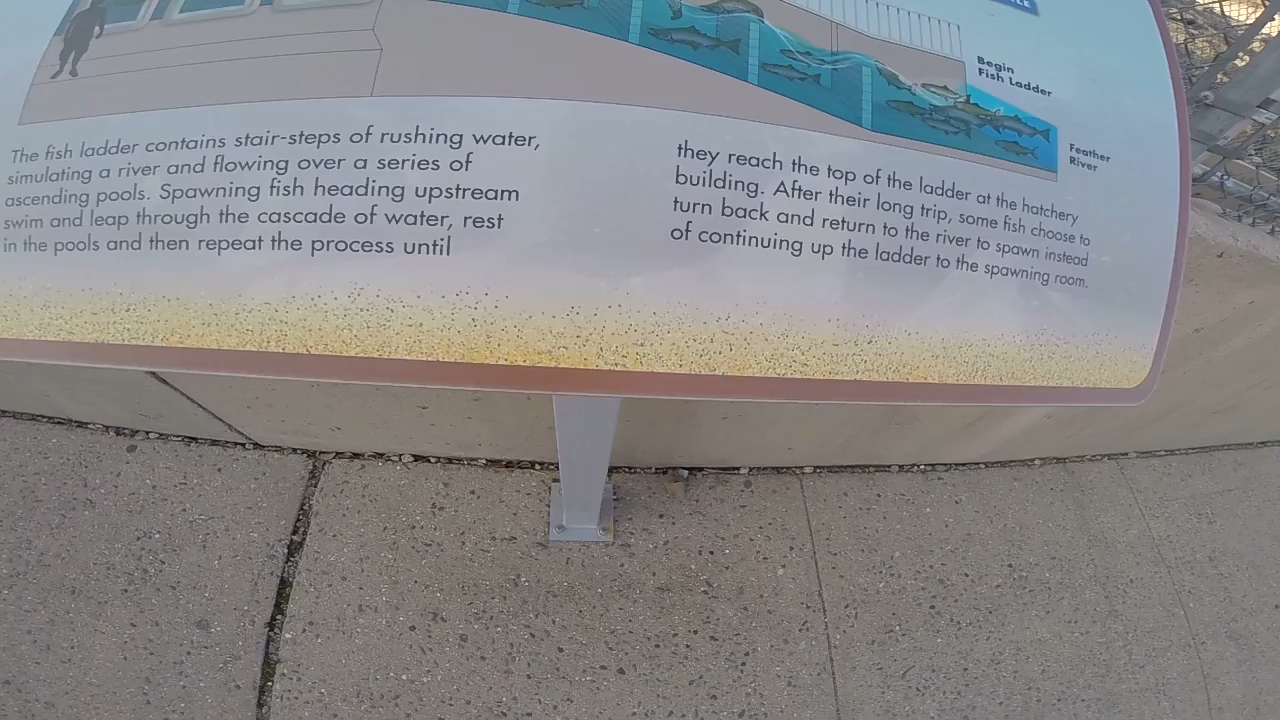 Begin
Fish Ladder
Feather
River
The fish ladder contains stair-steps of rushing water,
simulating a river and flowing over a series of
ascending pools. Spawning fish heading upstream
swim and leap through the cascade of water, rest
in the pools and then repeat the process until
they reach the top of the ladder at the hatchery
building. After their long trip, some fish choose to
turn back and return to the river to spawn instead
of continuing up the ladder to the spawning room.